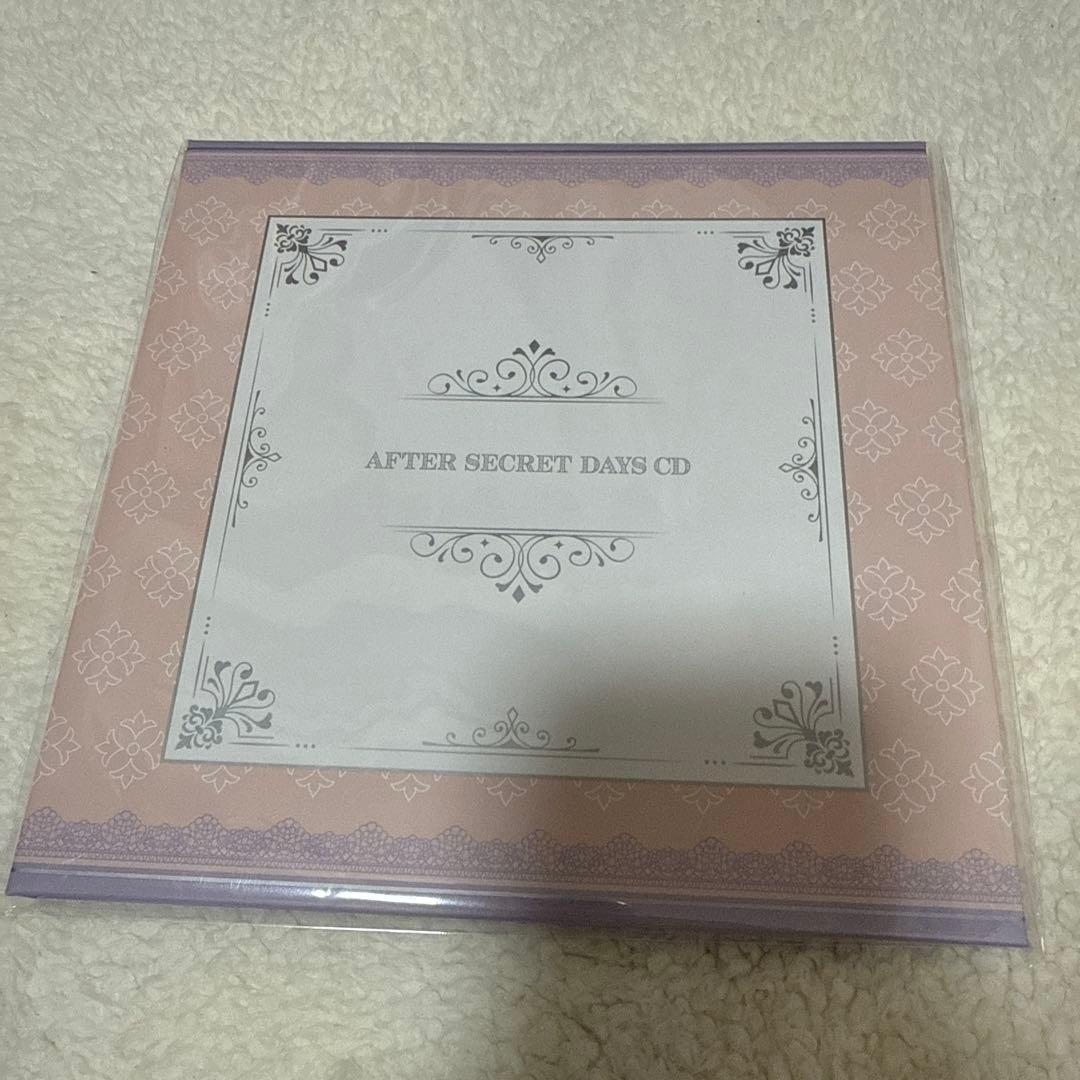 AFTER SECRET DAYS CD